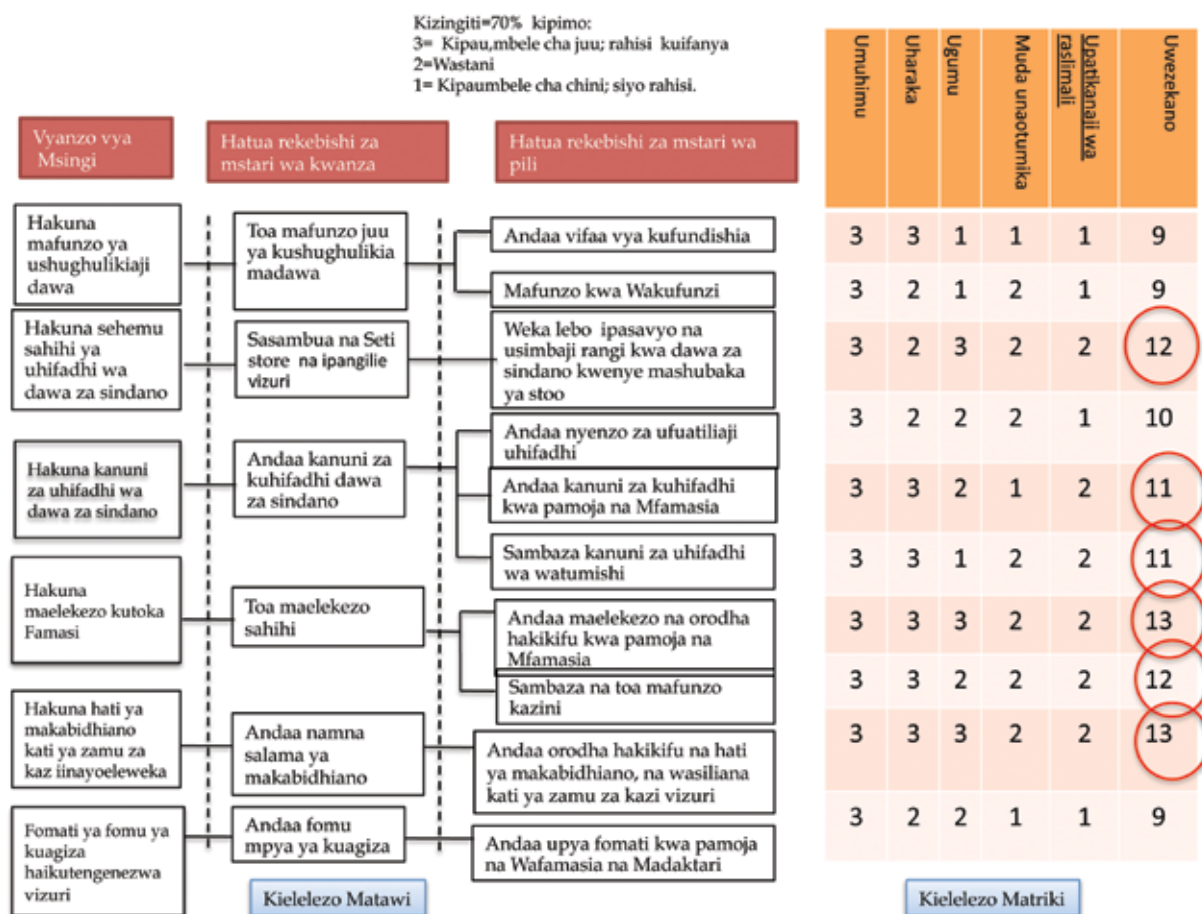 Kizingiti=70% kipimo:
3= Kipau,mbele cha juu; rahisi kuifanya
2=Wastani
1= Kipaumbele cha chini; siyo rahisi.
Vyanzo vya
Msingi
Hatua rekebishi za
mstari wa kwanza
Hatua rekebishi za mstari wa
pili
Hakuna
mafunzo ya
ushughulikiaji
dawa
Toa mafunzo juu
ya kushughulikia
madawa
Andaa vifaa vya kufundishia
Mafunzo kwa Wakufunzi
Hakuna sehemu
sahihi ya
uhifadhi wa
dawa za sindano
Sasambua na Seti
store na ipangilie
vizuri
Weka lebo ipasavyo na
usimbaji rangi kwa dawa za
sindano kwenye mashubaka
ya stoo
Hakuna kanuni
za uhifadhi wa
dawa za sindano
Andaa kanuni za
kuhifadhi dawa
za sindano
Andaa nyenzo za ufuatiliaji
uhifadhi
Andaa kanuni za kuhifadhi
kwa pamoja na Mfamasia
Sambaza kanuni za uhifadhi
wa watumishi
Hakuna
maelekezo kutoka
Famasi
Toa maelekezo
sahihi
Andaa maelekezo na orodha
hakikifu kwa pamoja na
Mfamasia
Sambaza na toa mafunzo
kazini
Hakuna hati ya
makabidhiano
kati ya zamu za
kaz iinayoeleweka
Andaa namna
salama ya
makabidhiano
Andaa orodha hakikifu na hati
ya makabidhiano, na wasiliana
kati ya zamu za kazi vizuri
Fomati ya fomu ya
kuagiza
haikutengenezwa
vizuri
Andaa fomu
mpya ya kuagiza
Andaa upya fomati kwa pamoja
na Wafamasia na Madaktari
Kielelezo Matawi
Umuhimu
Uharaka
Ugumu
Muda unaotumika
Upatikanaji wa
raslimali
Uwezekano
3 3 1 1 1 9
3 2 1 2 1 9
3 2 3 2 2 12
3 2 2 2 1 10
3 3 2 1 2 11
3 3 1 2 2 11
3 3 3 2 2 13
3 3 2 2 2 12
3 3 3 2 2 13
3 2 2 1 1 9
Kielelezo Matriki